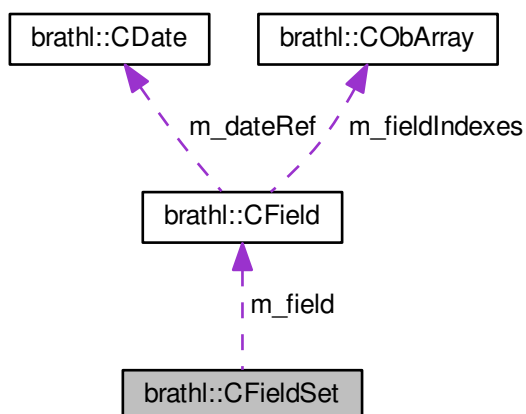 brathl::CDate
brathl::CObArray
m_dateRef
m_fieldIndexes
brathl::CField
m_field
brathl::CFieldSet